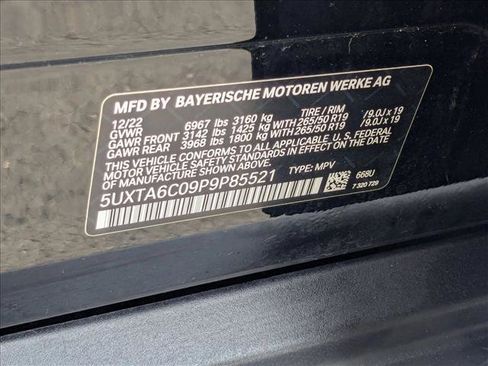 MFD BY BAYERISCHE MOTOREN WERKE AG
12/22 TIRE / RIM
GVWR 6967 lbs 3160 kg
GAWR FRONT 3142 lbs 1425 kg WITH 265/50 R19 / 9.0J x 19
GAWR REAR 3968 lbs 1800 kg WITH 265/50 R19 / 9.0J x 19
THIS VEHICLE CONFORMS TO ALL APPLICABLE U.S. FEDERAL
MOTOR VEHICLE SAFETY STANDARDS IN EFFECT ON THE
DATE OF MANUFACTURE SHOWN ABOVE.
5UXTA6C09P9P85521 TYPE: MPV
668U
7 320 729